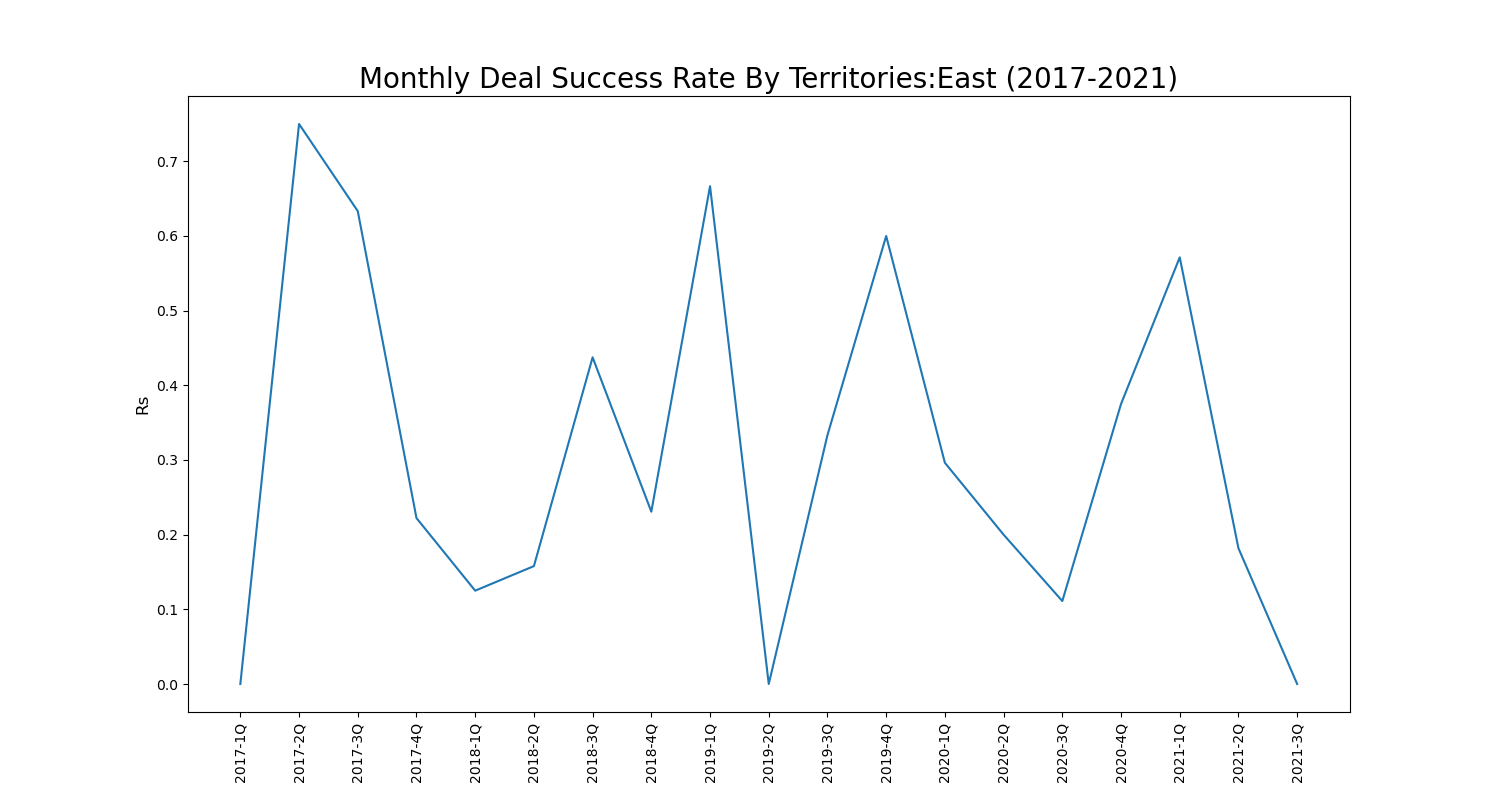 Monthly Deal Success Rate By Territories:East (2017-2021)
0.7
0.6
0.5
0.4
0.3
0.2
0.1
0.0
Rs
2017-1Q
2017-2Q
2017-3Q
2017-4Q
2018-1Q
2018-2Q
2018-3Q
2018-4Q
2019-1Q
2019-2Q
2019-3Q
2019-4Q
2020-1Q
2020-2Q
2020-3Q
2020-4Q
2021-1Q
2021-2Q
2021-3Q